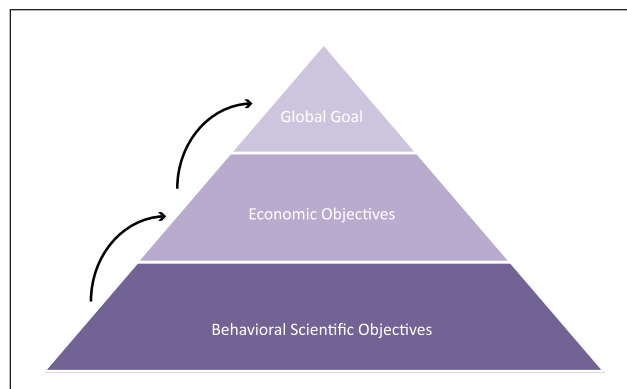 Global Goal
Economic Objectives
Behavioral Scientific Objectives